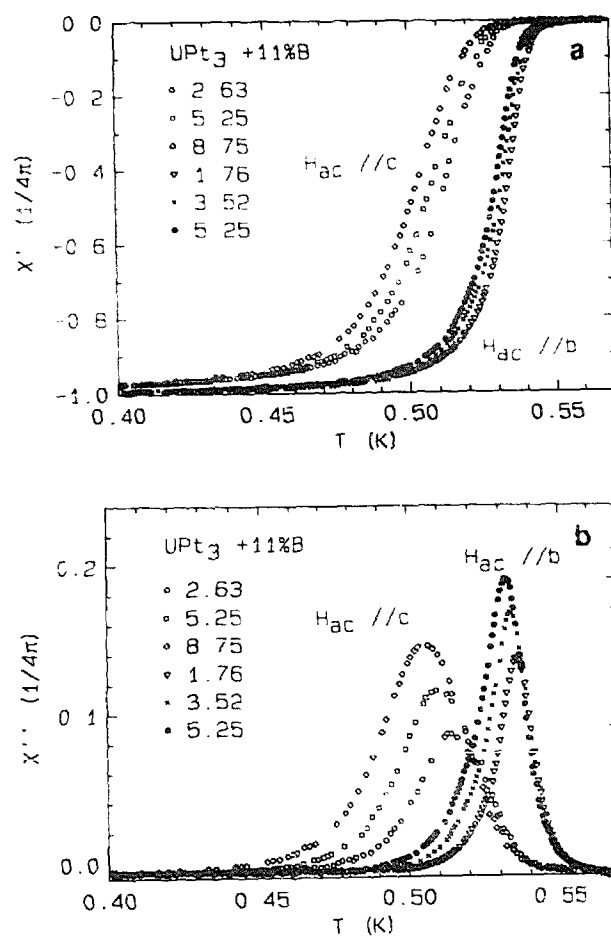 a
UPt3 +11%B
2 63
5 25
8 75
1 76
3 52
5 25
Hac //c
Hac //b
0 0
-0 2
-0 4
-0 6
-0 8
-1.0
χ' (1/4π)
0.40
0.45
0.50
0.55
T (K)
b
UPt3 +11%B
2.63
5.25
8 75
1.76
3.52
5.25
Hac //b
Hac //c
0.2
0 1
0.0
χ'' (1/4π)
0.40
0.45
0.50
0 55
T (K)